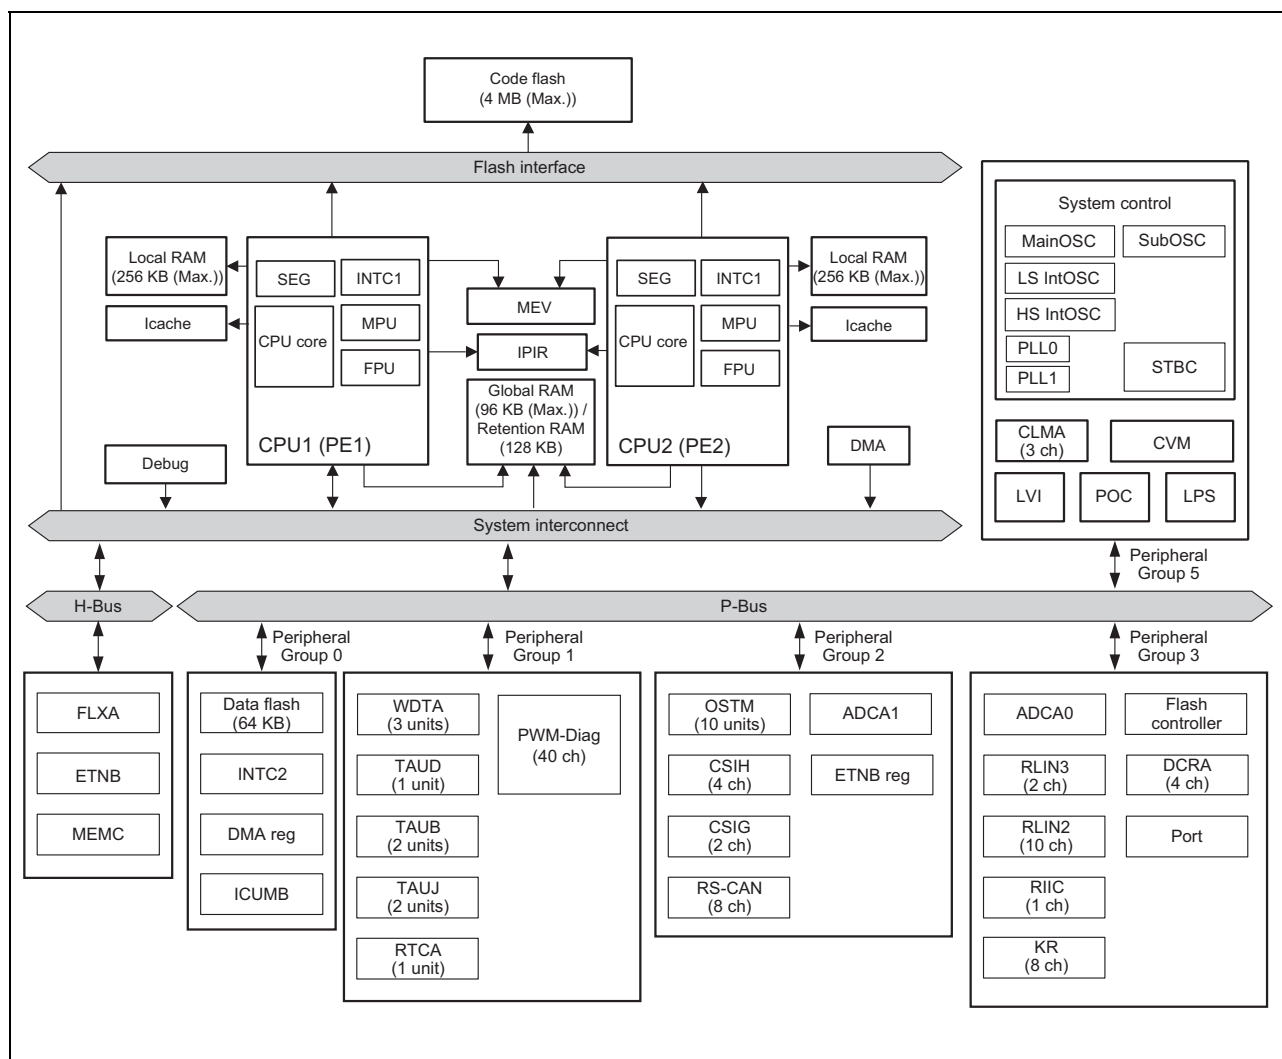 Code flash
(4 MB (Max.))
Flash interface
Local RAM
(256 KB (Max.))
Icache
SEG
INTC1
CPU core
MPU
FPU
CPU1 (PE1)
MEV
IPIR
Global RAM
(96 KB (Max.)) /
Retention RAM
(128 KB)
SEG
INTC1
CPU core
MPU
FPU
CPU2 (PE2)
Local RAM
(256 KB (Max.))
Icache
Debug
DMA
System interconnect
System control
MainOSC
SubOSC
LS IntOSC
HS IntOSC
PLL0
PLL1
STBC
CLMA
(3 ch)
CVM
LVI
POC
LPS
Peripheral
Group 5
H-Bus
P-Bus
Peripheral
Group 0
Peripheral
Group 1
Peripheral
Group 2
Peripheral
Group 3
FLXA
ETNB
MEMC
Data flash
(64 KB)
INTC2
DMA reg
ICUMB
WDTA
(3 units)
TAUD
(1 unit)
TAUB
(2 units)
TAUJ
(2 units)
RTCA
(1 unit)
PWM-Diag
(40 ch)
OSTM
(10 units)
CSIH
(4 ch)
CSIG
(2 ch)
RS-CAN
(8 ch)
ADCA1
ETNB reg
ADCA0
RLIN3
(2 ch)
RLIN2
(10 ch)
RIIC
(1 ch)
KR
(8 ch)
Flash
controller
DCRA
(4 ch)
Port